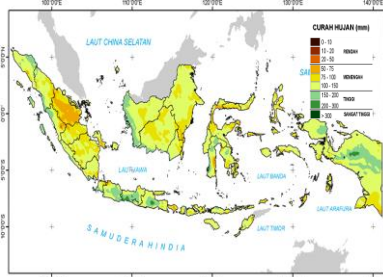 100°0'0"E
110°0'0"E
120°0'0"E
130°0'0"E
140°0'0"E
CURAH HUJAN (mm)
0 - 10
10 - 20
20 - 50
RENDAH
50 - 75
75 - 100
100 - 150
MENENGAH
150 - 200
200 - 300
TINGGI
> 300
SANGAT TINGGI
LAUT CHINA SELATAN
LAUT JAWA
LAUT BANDA
LAUT ARAFURA
LAUT TIMOR
SAMUDERA HINDIA